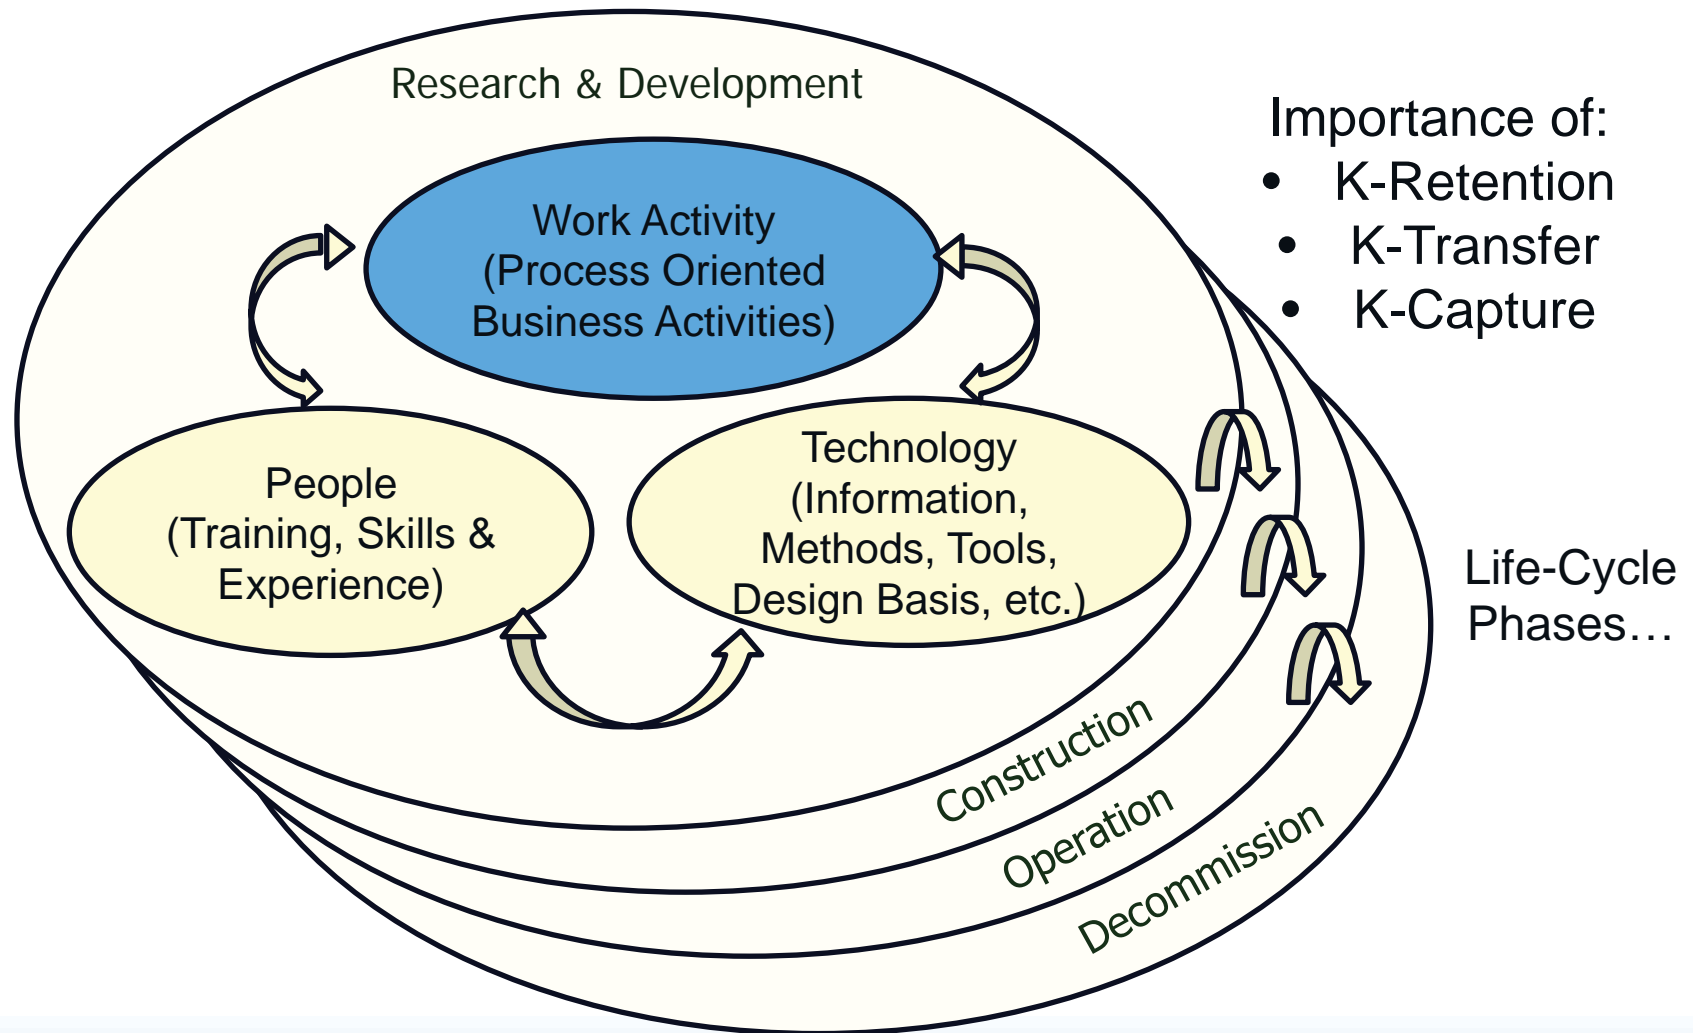 Research & Development
Work Activity
(Process Oriented
Business Activities)
People
(Training, Skills &
Experience)
Technology
(Information,
Methods, Tools,
Design Basis, etc.)
Construction
Operation
Decommission
Importance of:
• K-Retention
• K-Transfer
• K-Capture
Life-Cycle
Phases…